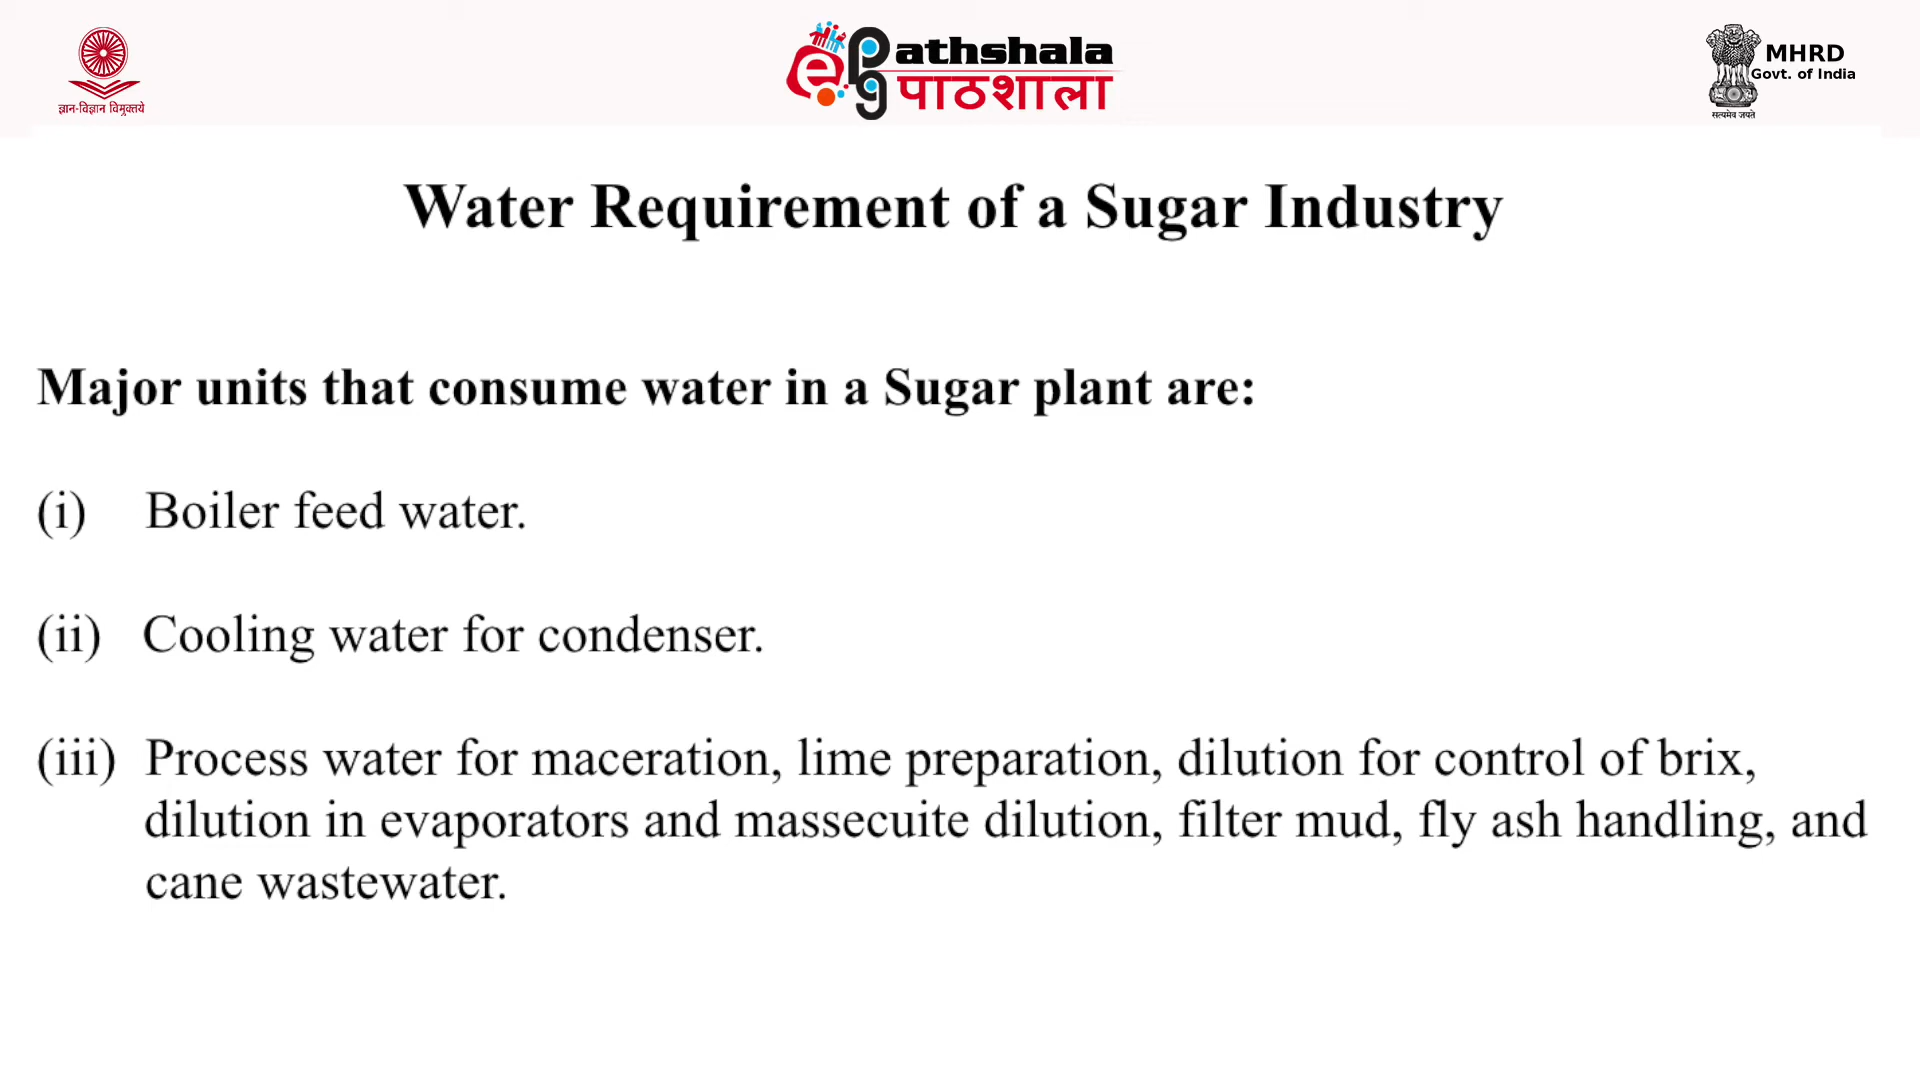 ज्ञान-विज्ञान विमुक्तये
ePathshala
पाठशाला
MHRD
Govt. of India
सत्यमेव जयते
Water Requirement of a Sugar Industry
Major units that consume water in a Sugar plant are:
(i) Boiler feed water.
(ii) Cooling water for condenser.
(iii) Process water for maceration, lime preparation, dilution for control of brix,
dilution in evaporators and massecuite dilution, filter mud, fly ash handling, and
cane wastewater.